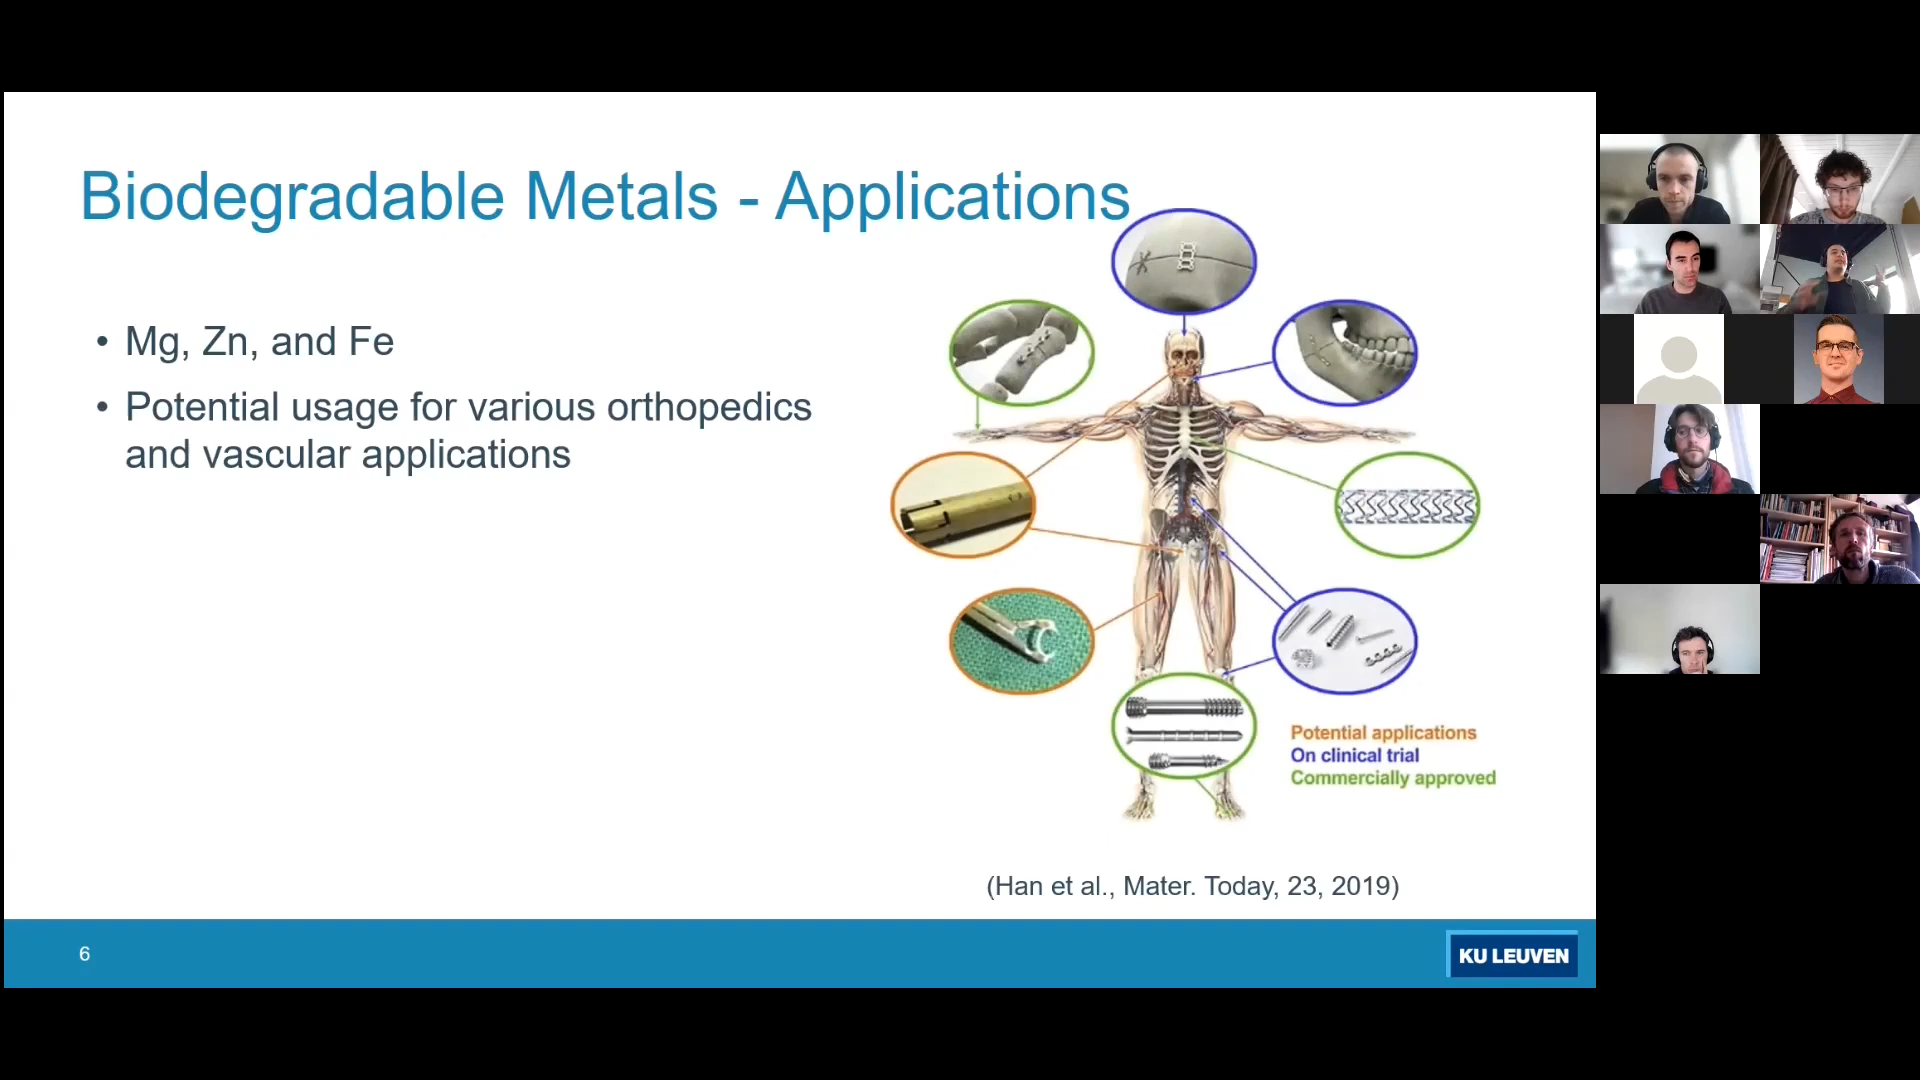 Biodegradable Metals - Applications
• Mg, Zn, and Fe
• Potential usage for various orthopedics
and vascular applications
Potential applications
On clinical trial
Commercially approved
(Han et al., Mater. Today, 23, 2019)
6
KU LEUVEN